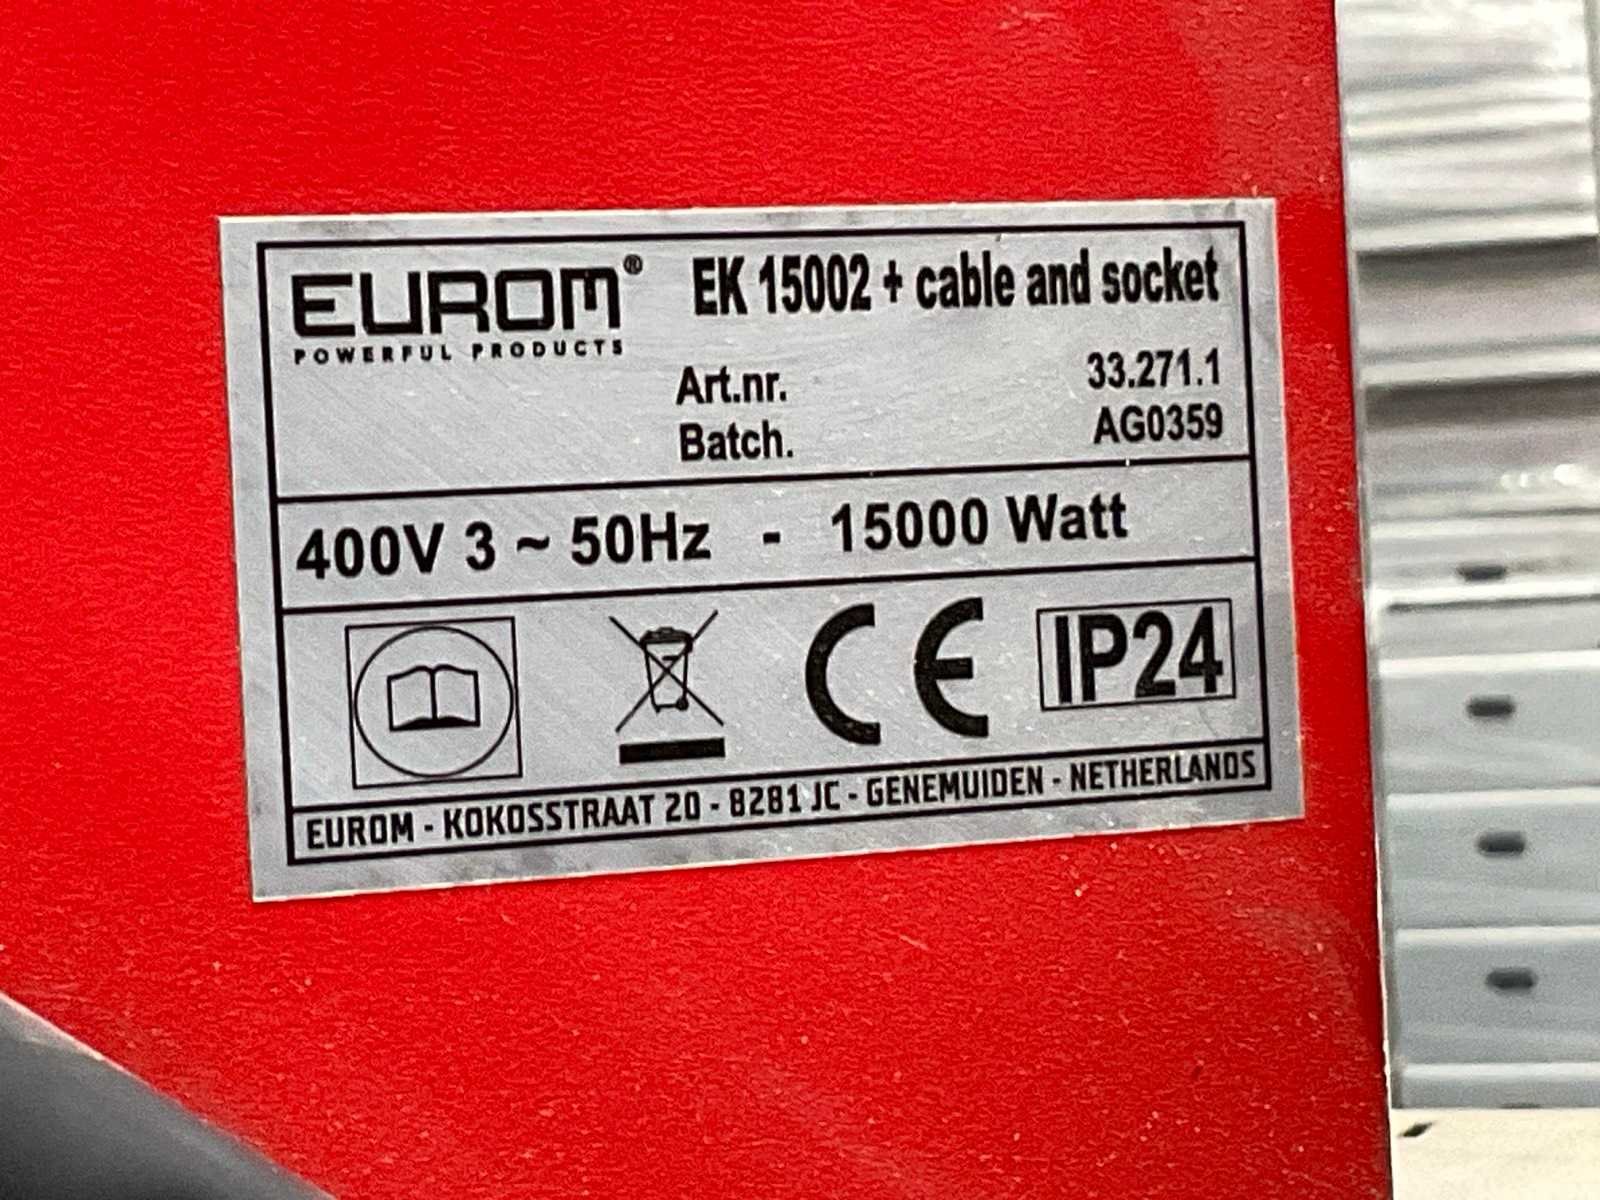 EUROM®
POWERFUL PRODUCTS
EK 15002 + cable and socket
Art.nr. 33.271.1
Batch. AG0359
400V 3 ~ 50Hz - 15000 Watt
CE
IP24
EUROM - KOKOSSTRAAT 20 - 8281 JC - GENEMUIDEN - NETHERLANDS